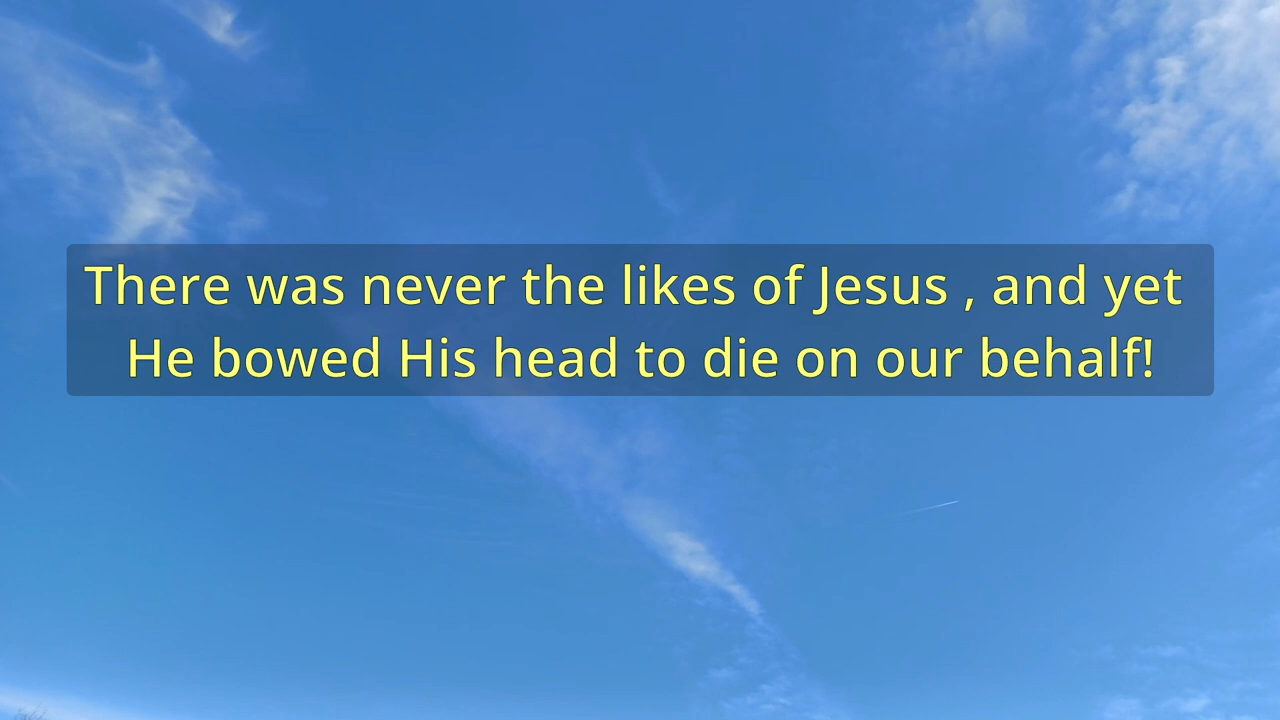 There was never the likes of Jesus , and yet
He bowed His head to die on our behalf!